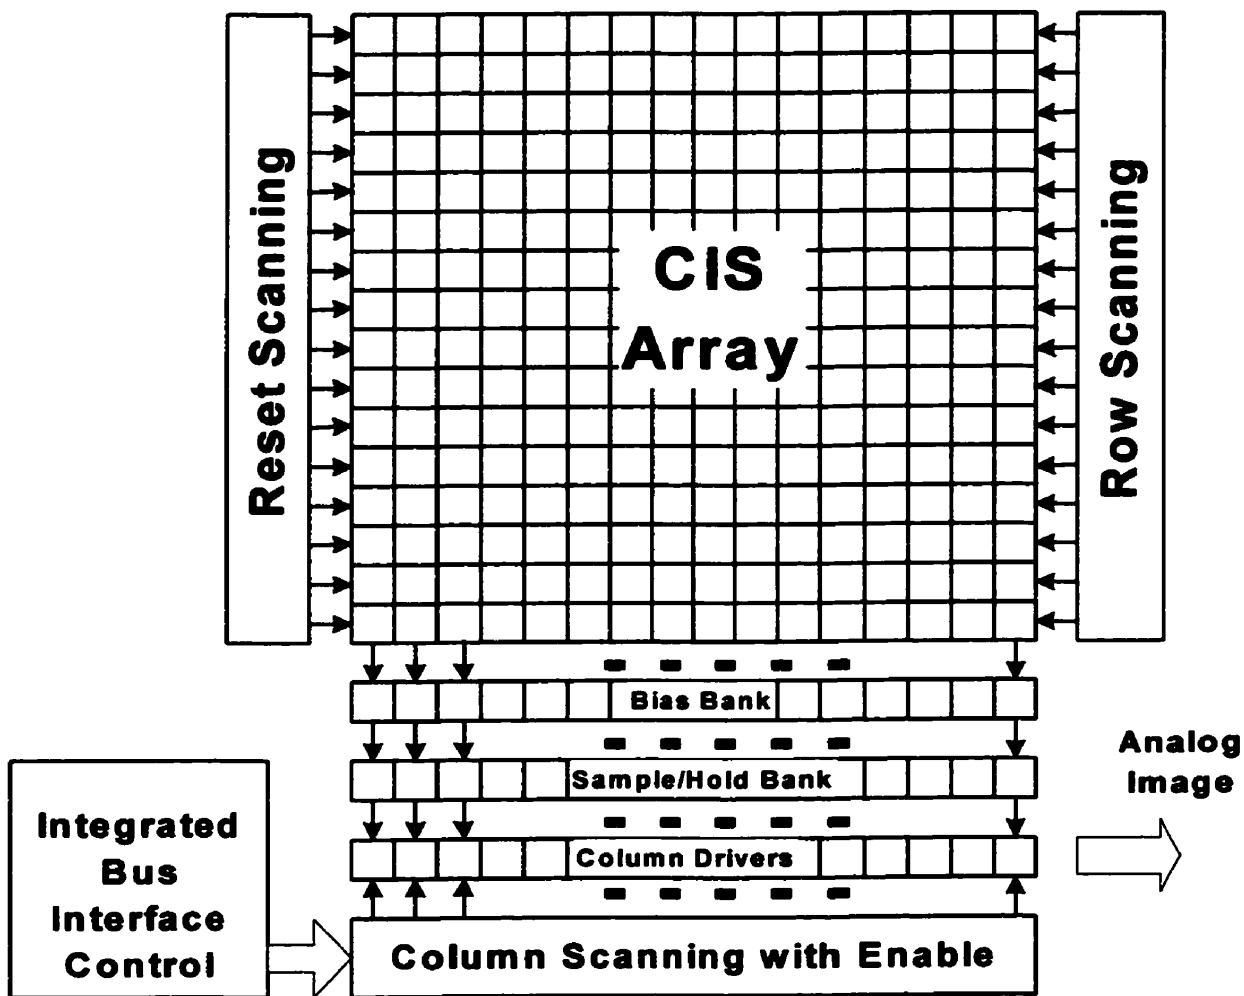 Reset Scanning
CIS
Array
Row Scanning
Bias Bank
Sample/Hold Bank
Column Drivers
Analog
Image
Integrated
Bus
Interface
Control
Column Scanning with Enable